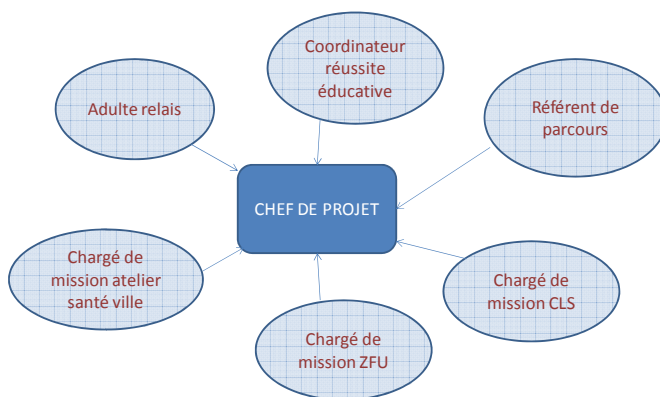 Coordinateur
réussite
éducative
Adulte relais
Référent de
parcours
CHEF DE PROJET
Chargé de
mission atelier
santé ville
Chargé de
mission CLS
Chargé de
mission ZFU